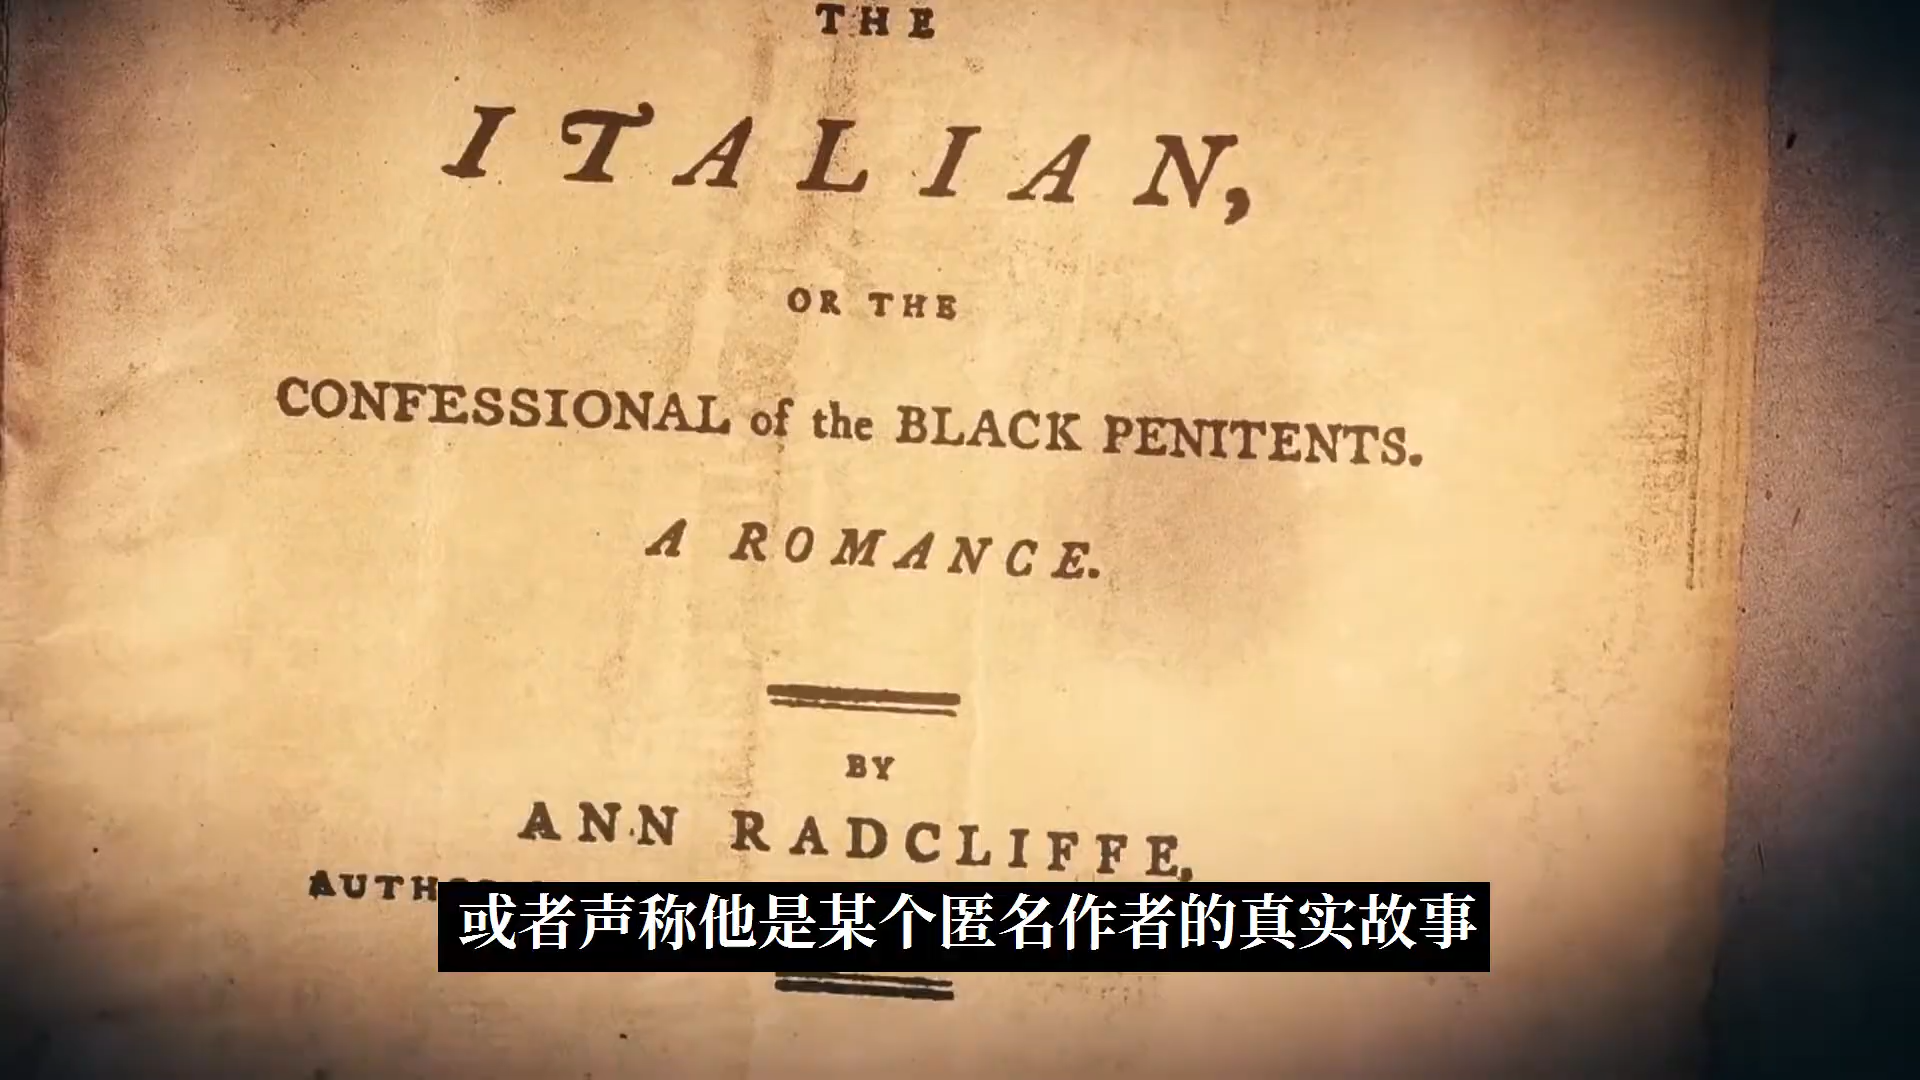 THE
ITALIAN,
OR THE
CONFESSIONAL of the BLACK PENITENTS.
A ROMANCE.
BY
ANN RADCLIFFE,
或者声称他是某个匿名作者的真实故事